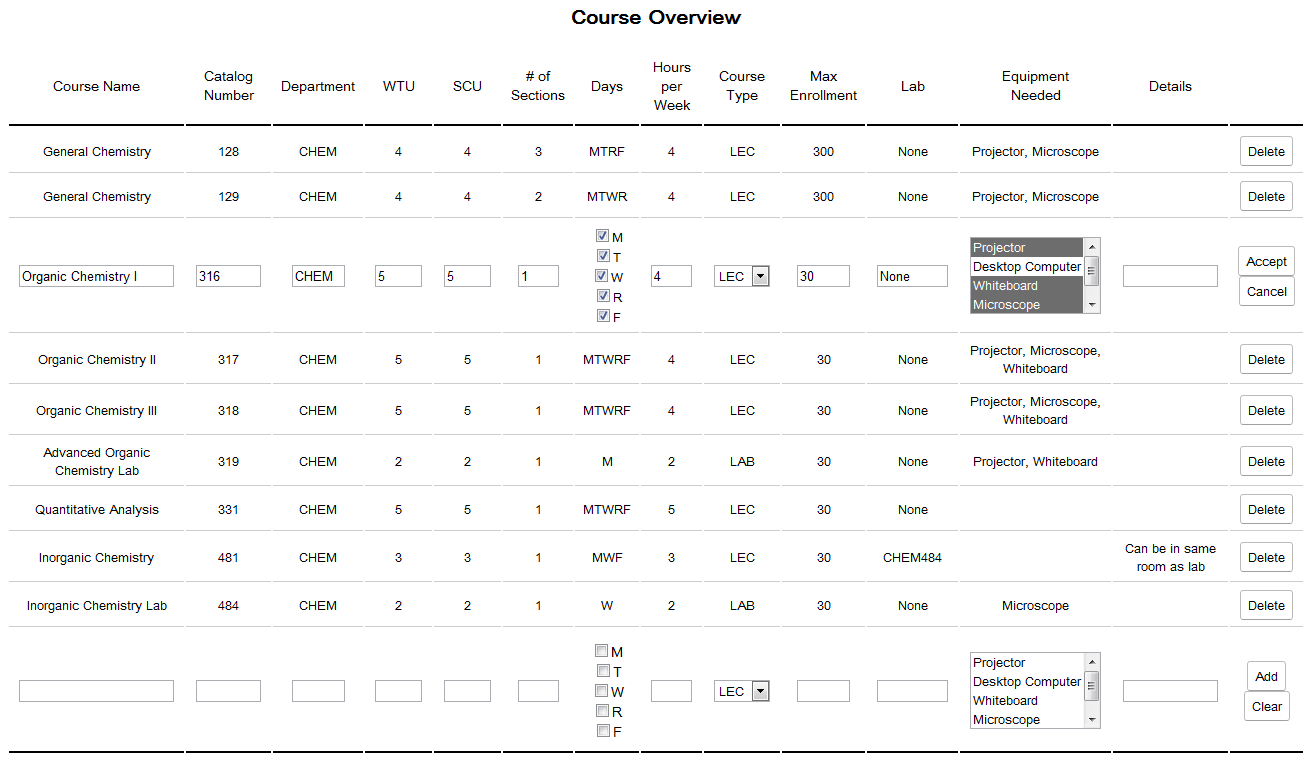 Course Overview
Course Name Catalog Number Department WTU SCU # of Sections Days Hours per Week Course Type Max Enrollment Lab Equipment Needed Details
General Chemistry 128 CHEM 4 4 3 MTRF 4 LEC 300 None Projector, Microscope Delete
General Chemistry 129 CHEM 4 4 2 MTWR 4 LEC 300 None Projector, Microscope Delete
Organic Chemistry I 316 CHEM 5 5 1 M T W R F 4 LEC 30 None Projector Desktop Computer Whiteboard Microscope Accept Cancel
Organic Chemistry II 317 CHEM 5 5 1 MTWRF 4 LEC 30 None Projector, Microscope, Whiteboard Delete
Organic Chemistry III 318 CHEM 5 5 1 MTWRF 4 LEC 30 None Projector, Microscope, Whiteboard Delete
Advanced Organic Chemistry Lab 319 CHEM 2 2 1 M 2 LAB 30 None Projector, Whiteboard Delete
Quantitative Analysis 331 CHEM 5 5 1 MTWRF 5 LEC 30 None Delete
Inorganic Chemistry 481 CHEM 3 3 1 MWF 3 LEC 30 CHEM484 Can be in same room as lab Delete
Inorganic Chemistry Lab 484 CHEM 2 2 1 W 2 LAB 30 None Microscope Delete
M T W R F LEC Projector Desktop Computer Whiteboard Microscope Add Clear